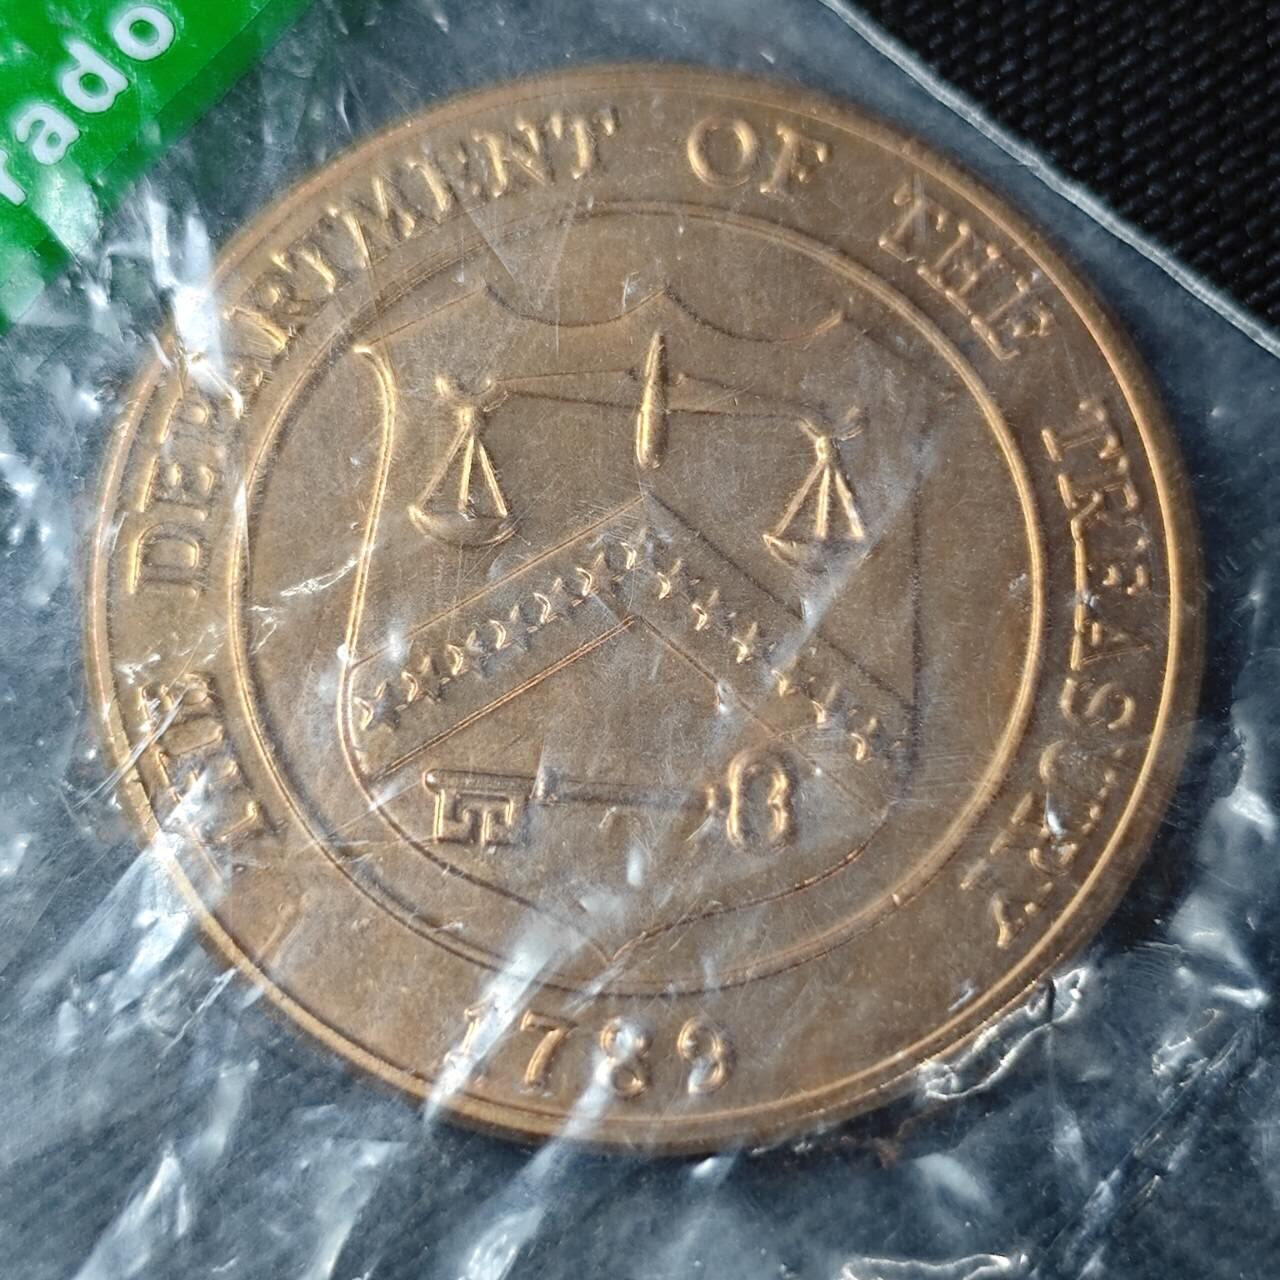 rado
THE DEPARTMENT OF THE TREASURY
1789